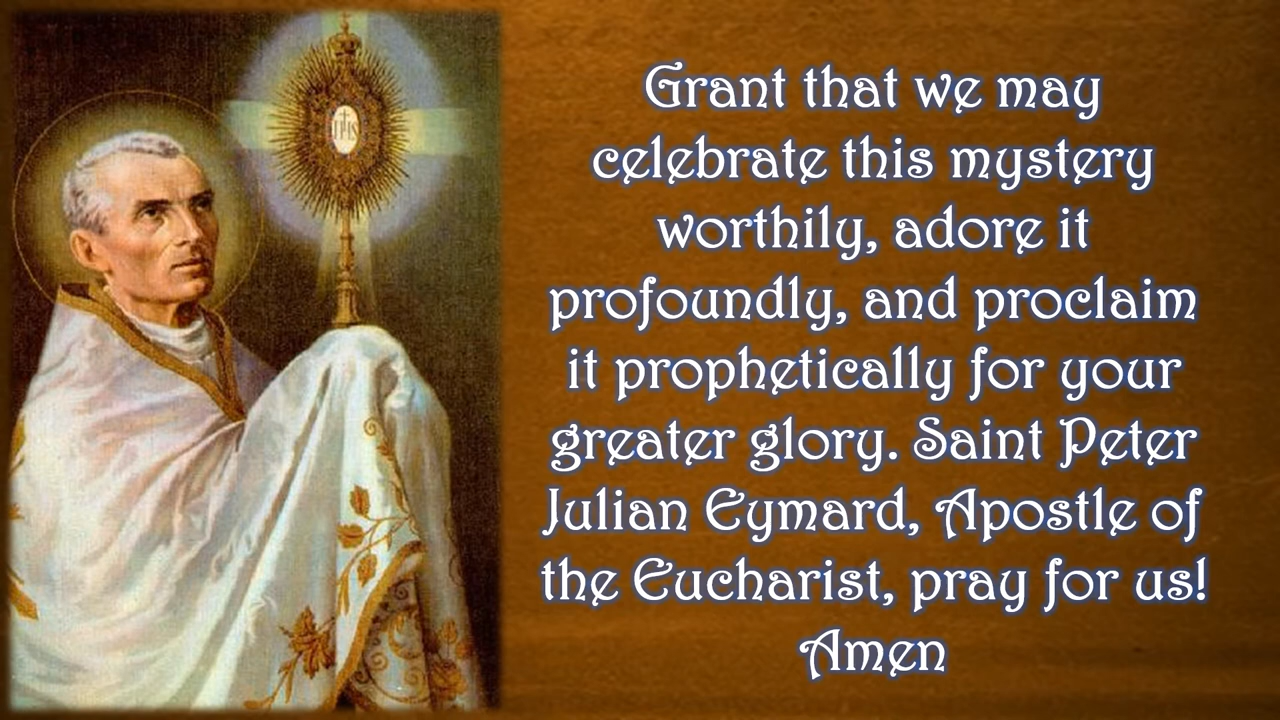 IHS
Grant that we may
celebrate this mystery
worthily, adore it
profoundly, and proclaim
it prophetically for your
greater glory. Saint Peter
Julian Eymard, Apostle of
the Eucharist, pray for us!
Amen